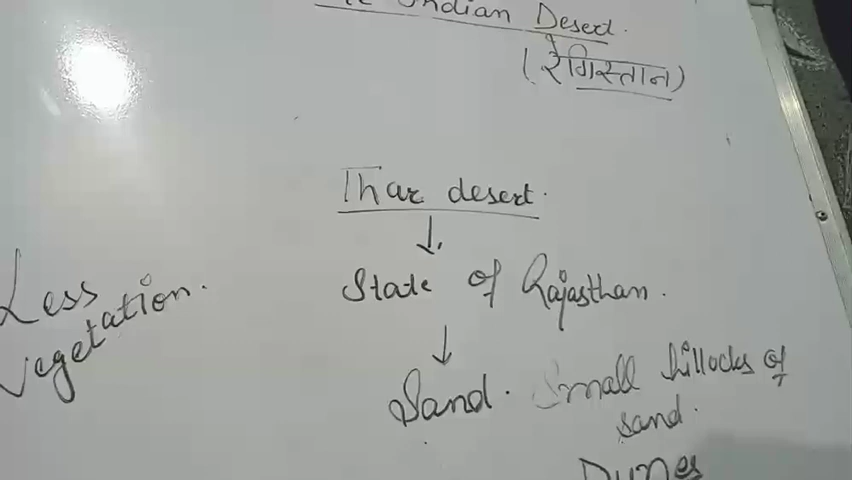 Indian Desert.
(रेगिस्तान)
Thar desert.
State of Rajasthan.
Less
vegetation.
Sand. Small hillocks of
sand.
Dunes